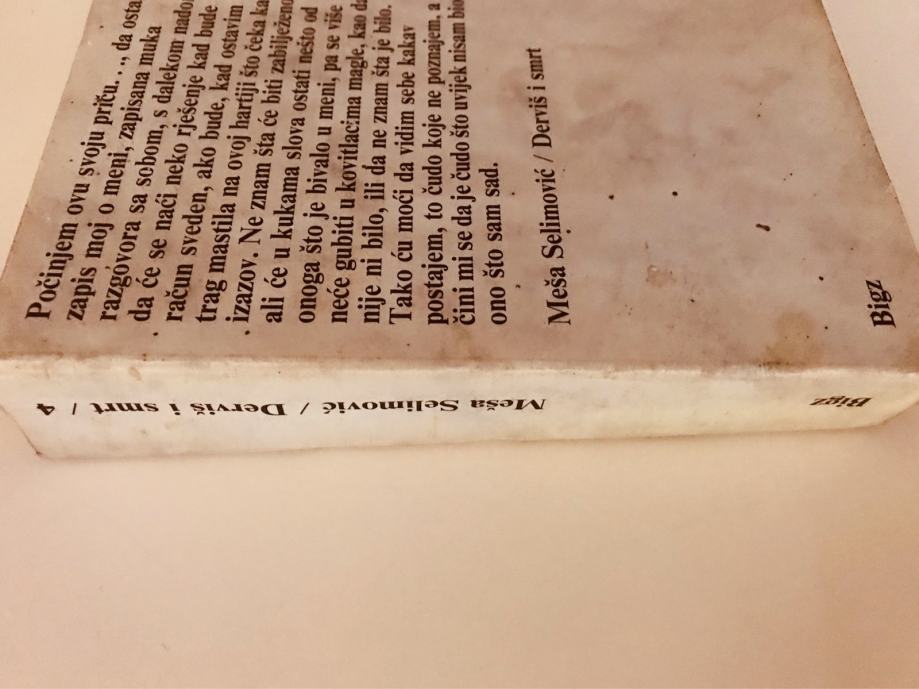 Počinjem ovu svoju priču. . ., da osta
zapis moj o meni, zapisana muka
razgovora sa sobom, s dalekom nadom
da će se naći neko rješenje kad bude
račun sveden, ako bude, kad ostavim
trag mastila na ovoj hartiji što čeka ka
izazov. Ne znam šta će biti zabilježeno
ali će u kukama slova ostati nešto od
onoga što je bivalo u meni, pa se više
neće gubiti u kovitlacima magle, kao da
nije ni bilo, ili da ne znam šta je bilo.
Tako ću moći da vidim sebe kakav
postajem, to čudo koje ne poznajem, a
čini mi se da je čudo što uvijek nisam bio
ono što sam sad.
Meša Selimović / Derviš i smrt
Bigz
Meša Selimović / Derviš i smrt / 4
Bigz